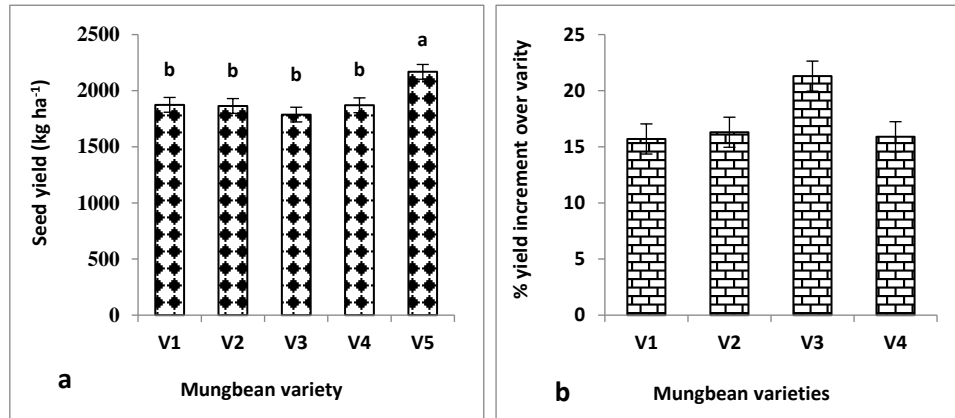 2500
2000
1500
1000
500
0
Seed yield (kg ha⁻¹)
b b b b a
V1 V2 V3 V4 V5
Mungbean variety
a
25
20
15
10
5
0
% yield increment over varity
V1 V2 V3 V4
Mungbean varieties
b